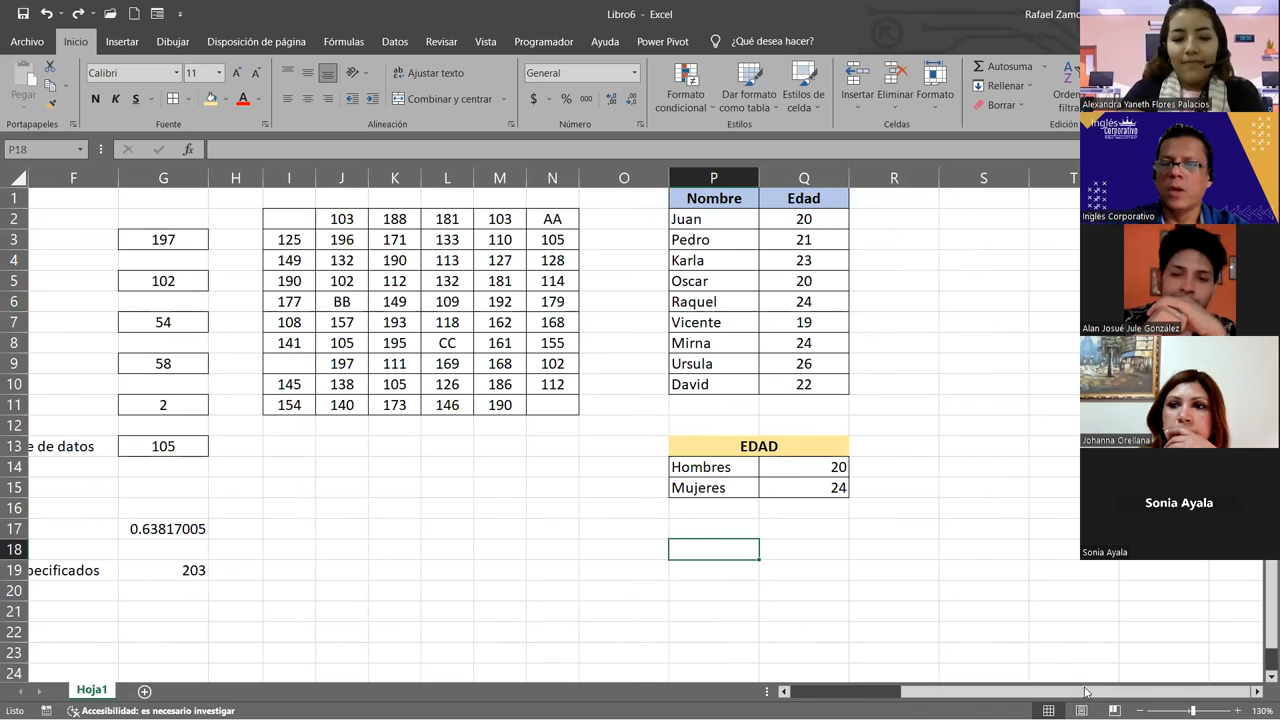 Libro6 - Excel
Rafael Zamo
Archivo Inicio Insertar Dibujar Disposición de página Fórmulas Datos Revisar Vista Programador Ayuda Power Pivot ¿Qué desea hacer?
Pegar
Calibri 11
N K S
Ajustar texto
Combinar y centrar
General
$ % 000
Formato condicional
Dar formato como tabla
Estilos de celda
Insertar Eliminar Formato
Autosuma
Rellenar
Borrar
Portapapeles Fuente Alineación Número Estilos Celdas Edición
P18 fx
F G H I J K L M N O P Q R S T
1 Nombre Edad
2 103 188 181 103 AA Juan 20
3 197 125 196 171 133 110 105 Pedro 21
4 149 132 190 113 127 128 Karla 23
5 102 190 102 112 132 181 114 Oscar 20
6 177 BB 149 109 192 179 Raquel 24
7 54 108 157 193 118 162 168 Vicente 19
8 141 105 195 CC 161 155 Mirna 24
9 58 197 111 169 168 102 Ursula 26
10 145 138 105 126 186 112 David 22
11 2 154 140 173 146 190
12
13 e de datos 105 EDAD
14 Hombres 20
15 Mujeres 24
16
17 0.63817005
18
19 pecificados 203
20
21
22
23
24
Hoja1
Listo
Accesibilidad: es necesario investigar
130%
Alexandra Yaneth Flores Palacios
Inglés Corporativo
Inglés Corporativo
Alan Josué Jule González
Johanna Orellana
Sonia Ayala
Sonia Ayala